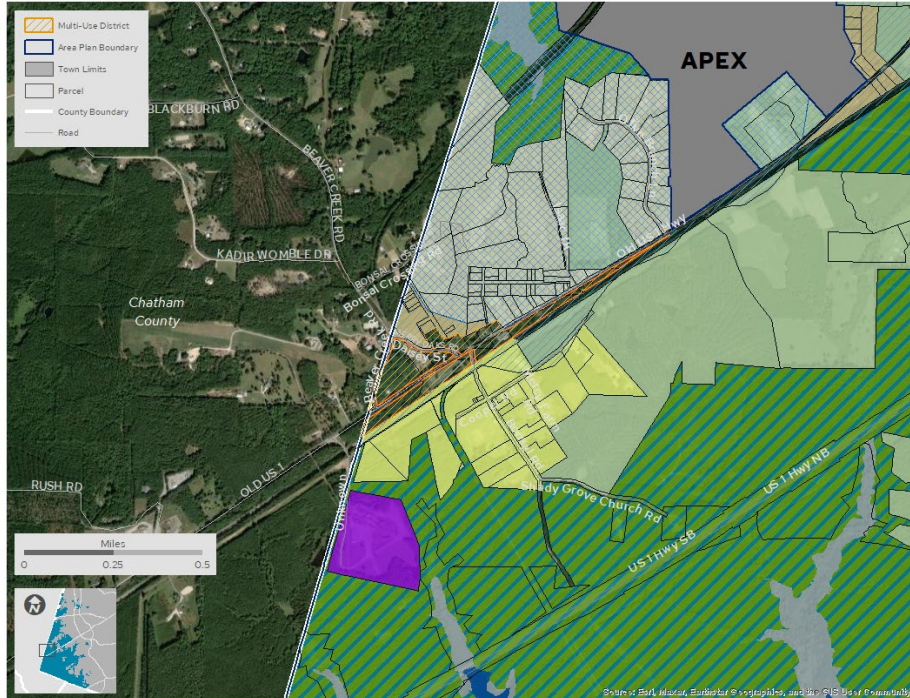 Multi-Use District
Area Plan Boundary
Town Limits
Parcel
County Boundary
Road
APEX
BLACKBURN RD
BEAVER CREEK RD
KADIR WOMBLE DR
Bonsal Crossing Rd
Old US 1 Hwy
Chatham
County
Daisey St
OLD US 1
RUSH RD
Unknown
Shady Grove Church Rd
US 1 Hwy NB
US 1 Hwy SB
Miles
0 0.25 0.5
N
Source: Esri, Maxar, Earthstar Geographics, and the GIS User Communit